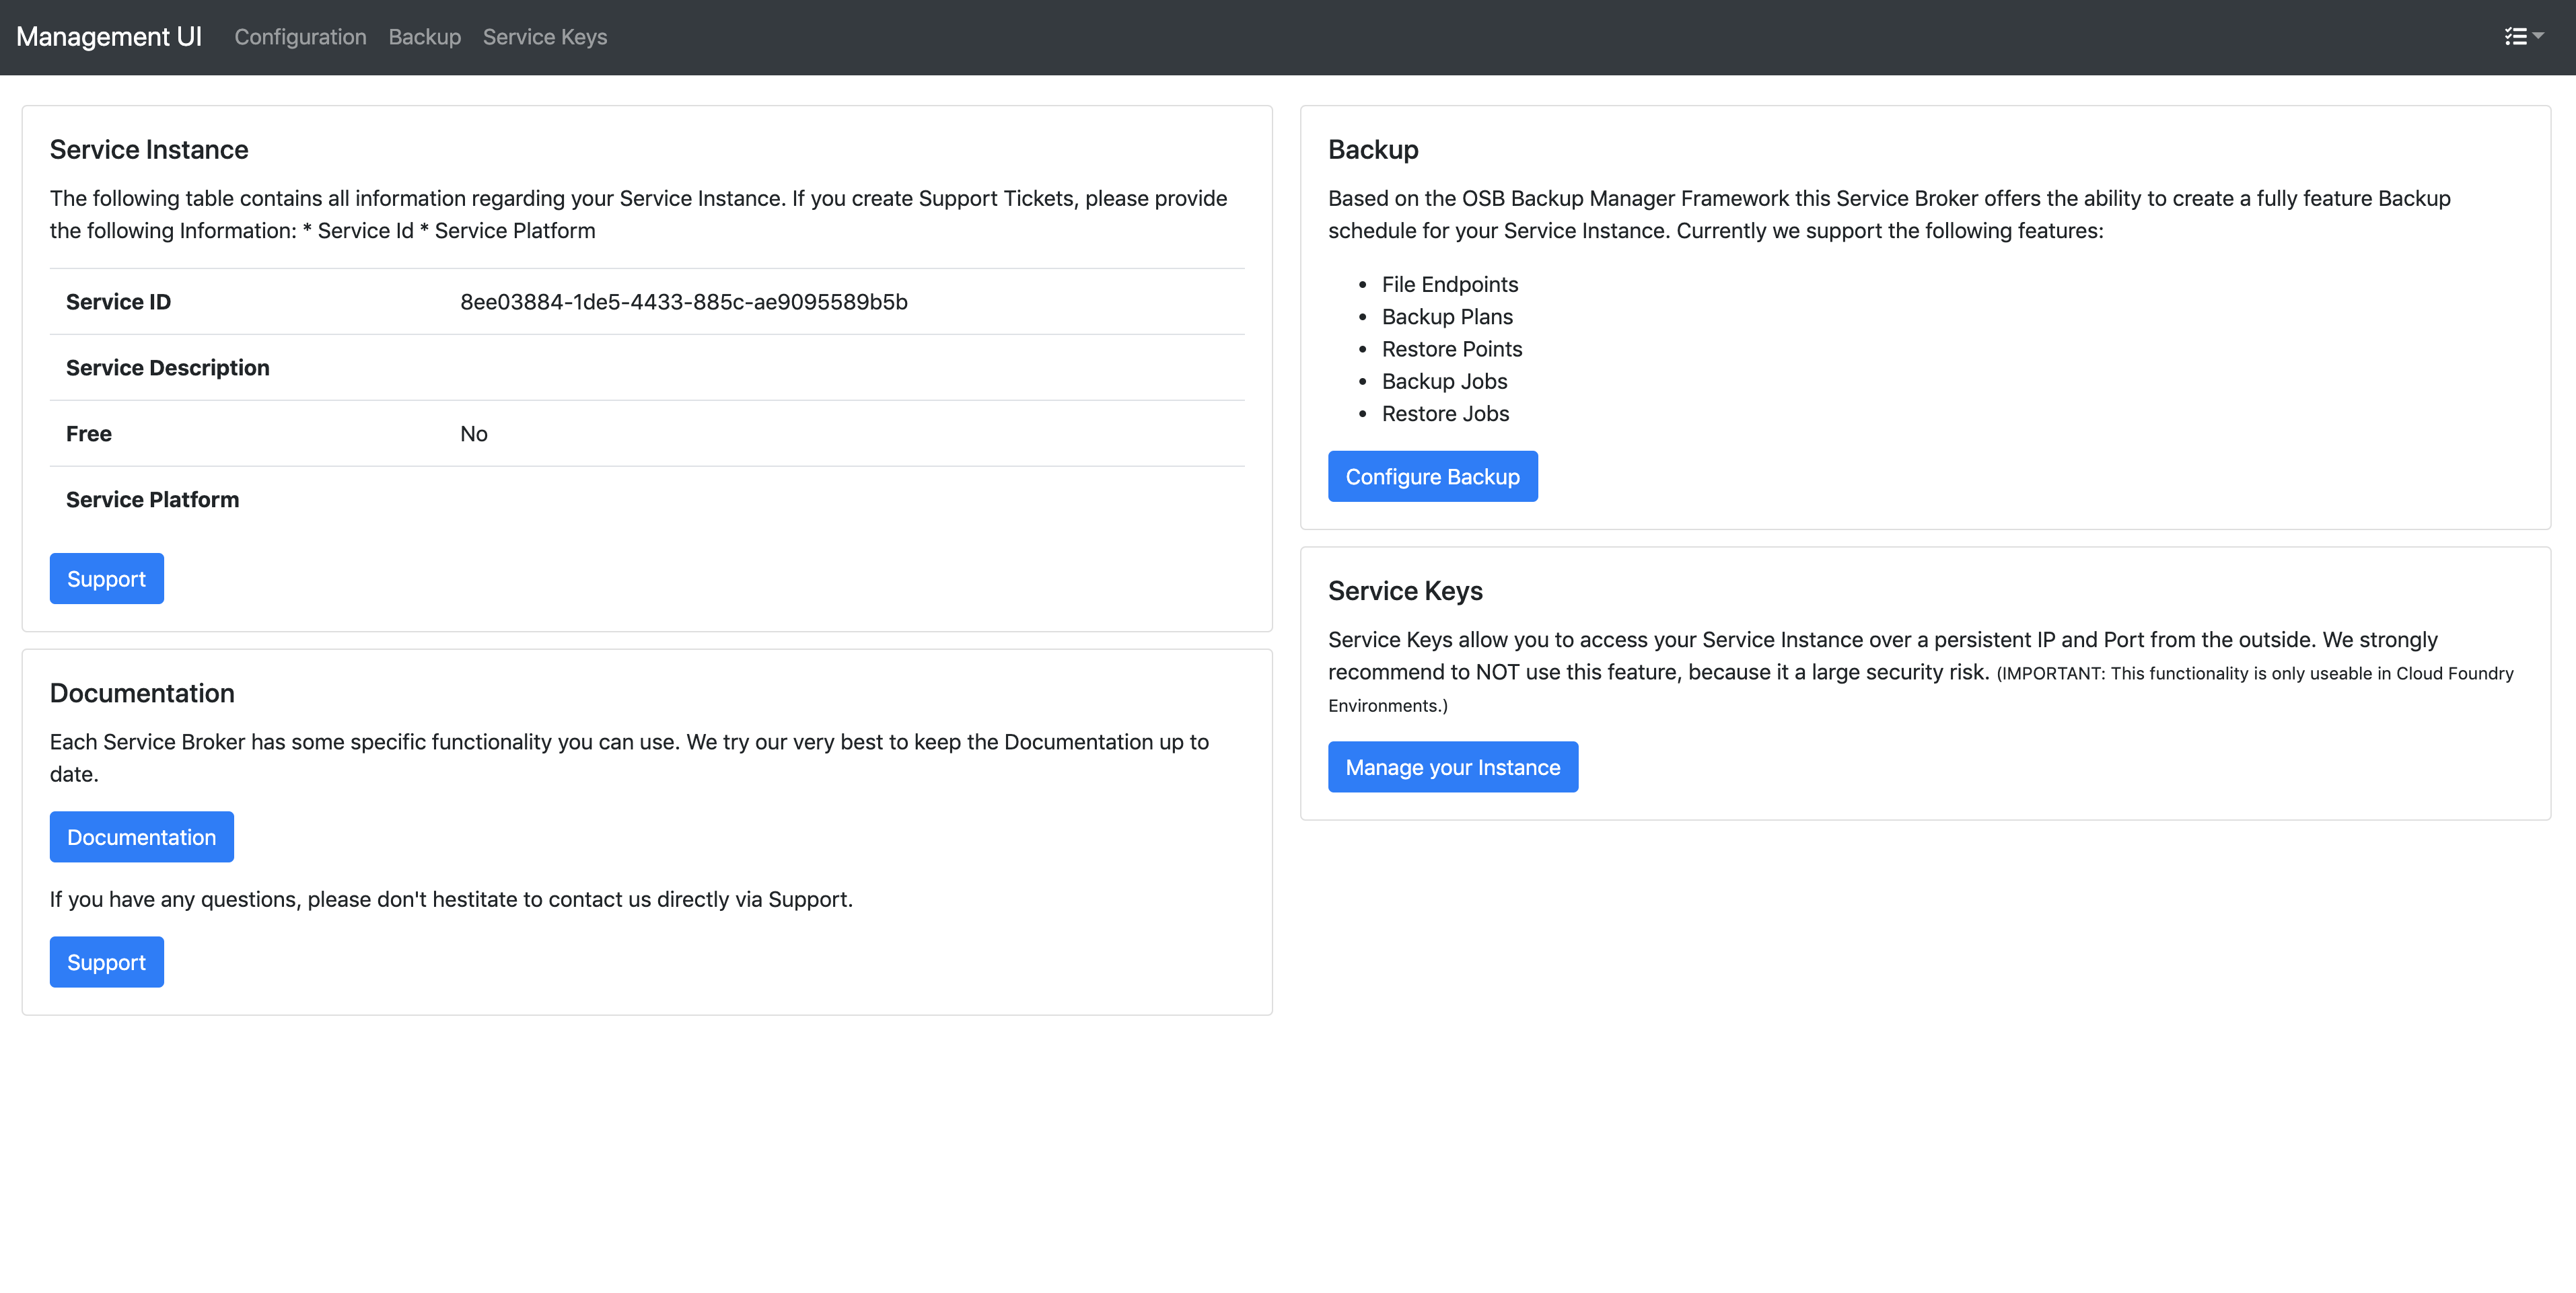 Management UI Configuration Backup Service Keys
Service Instance
The following table contains all information regarding your Service Instance. If you create Support Tickets, please provide
the following Information: * Service Id * Service Platform
Service ID 8ee03884-1de5-4433-885c-ae9095589b5b
Service Description
Free No
Service Platform
Support
Documentation
Each Service Broker has some specific functionality you can use. We try our very best to keep the Documentation up to
date.
Documentation
If you have any questions, please don't hestitate to contact us directly via Support.
Support
Backup
Based on the OSB Backup Manager Framework this Service Broker offers the ability to create a fully feature Backup
schedule for your Service Instance. Currently we support the following features:
• File Endpoints
• Backup Plans
• Restore Points
• Backup Jobs
• Restore Jobs
Configure Backup
Service Keys
Service Keys allow you to access your Service Instance over a persistent IP and Port from the outside. We strongly
recommend to NOT use this feature, because it a large security risk. (IMPORTANT: This functionality is only useable in Cloud Foundry
Environments.)
Manage your Instance